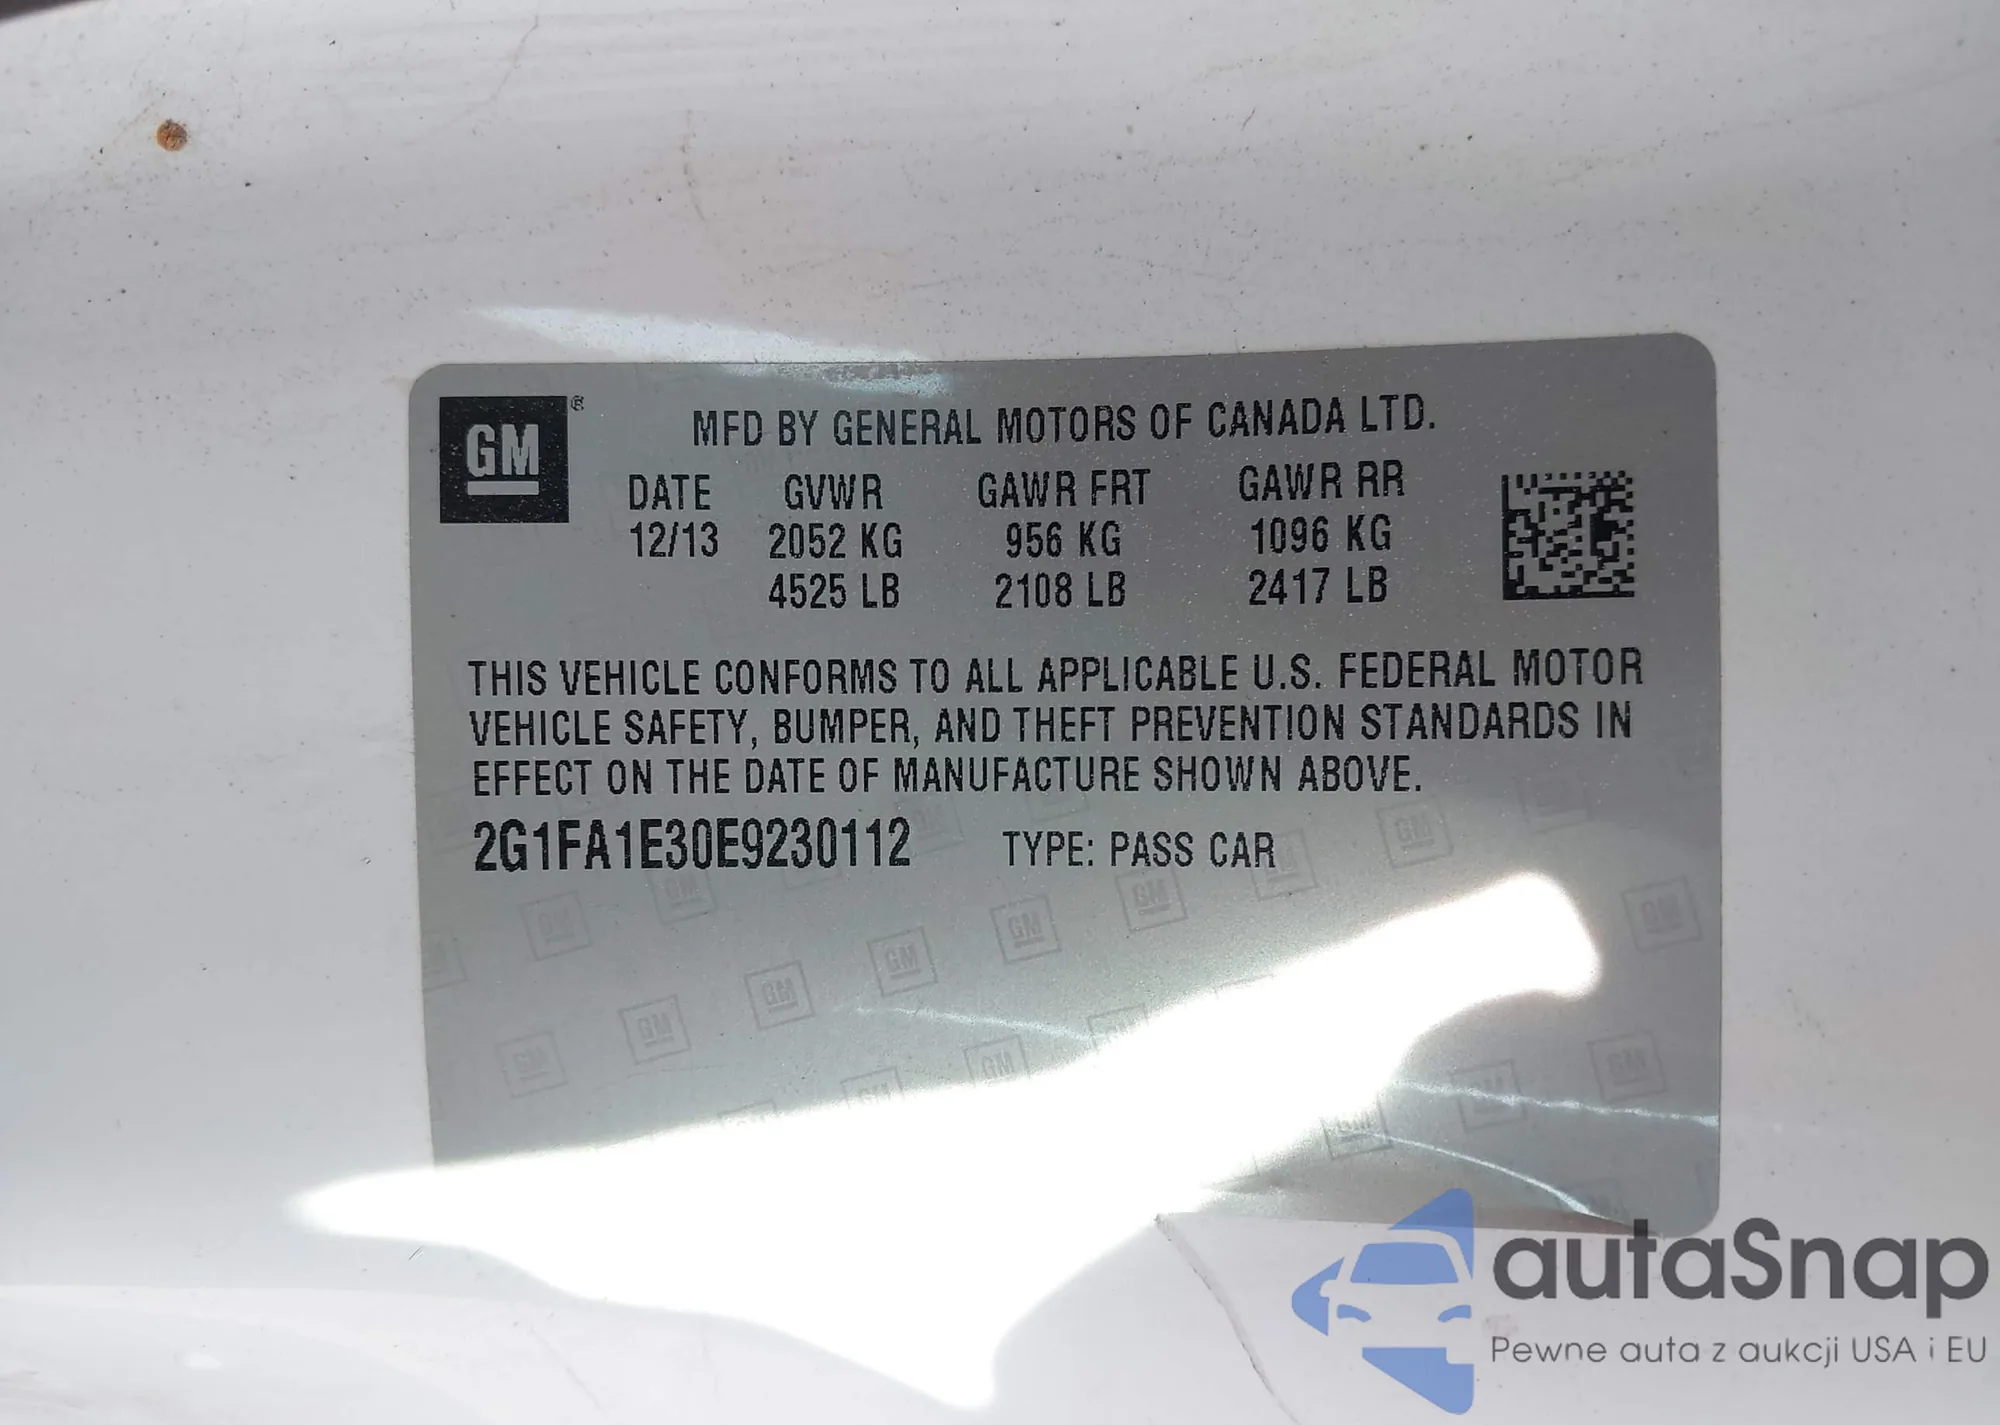 GM®
MFD BY GENERAL MOTORS OF CANADA LTD.
DATE GVWR GAWR FRT GAWR RR
12/13 2052 KG 956 KG 1096 KG
4525 LB 2108 LB 2417 LB
THIS VEHICLE CONFORMS TO ALL APPLICABLE U.S. FEDERAL MOTOR
VEHICLE SAFETY, BUMPER, AND THEFT PREVENTION STANDARDS IN
EFFECT ON THE DATE OF MANUFACTURE SHOWN ABOVE.
2G1FA1E30E9230112 TYPE: PASS CAR
autaSnap
Pewne auta z aukcji USA i EU